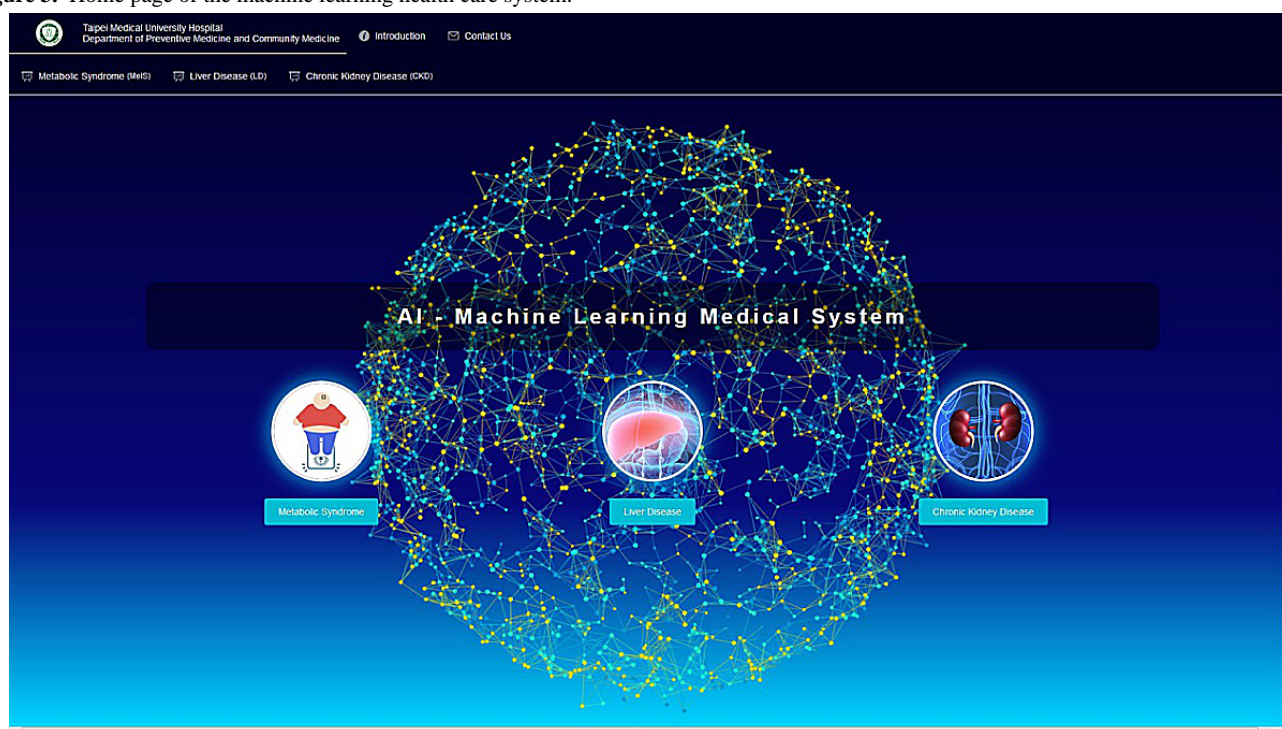 gure 3. Home page of the machine learning health care system.
Taipei Medical University Hospital
Department of Preventive Medicine and Community Medicine
Introduction
Contact Us
Metabolic Syndrome (MetS)
Liver Disease (LD)
Chronic Kidney Disease (CKD)
AI - Machine Learning Medical System
Metabolic Syndrome
Liver Disease
Chronic Kidney Disease